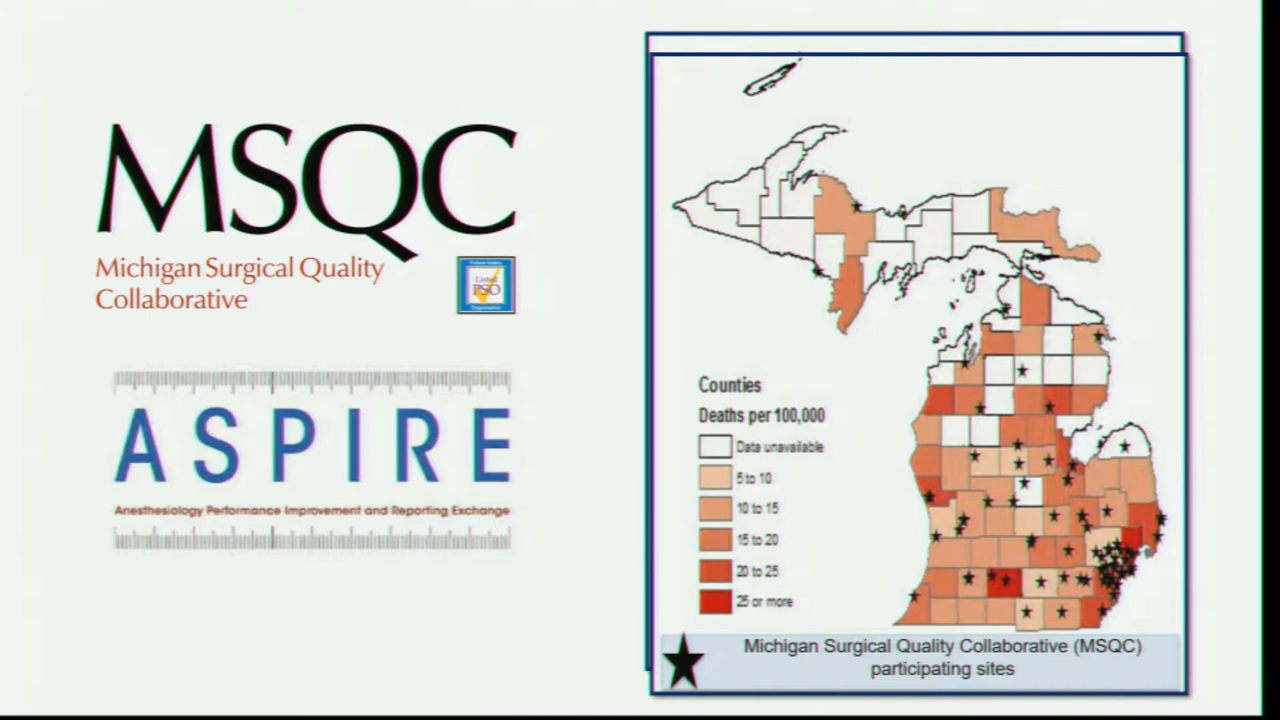 MSQC
Michigan Surgical Quality
Collaborative
Listed
PSO
ASPIRE
Anesthesiology Performance Improvement and Reporting Exchange
Counties
Deaths per 100,000
Data unavailable
5 to 10
10 to 15
15 to 20
20 to 25
25 or more
Michigan Surgical Quality Collaborative (MSQC)
participating sites